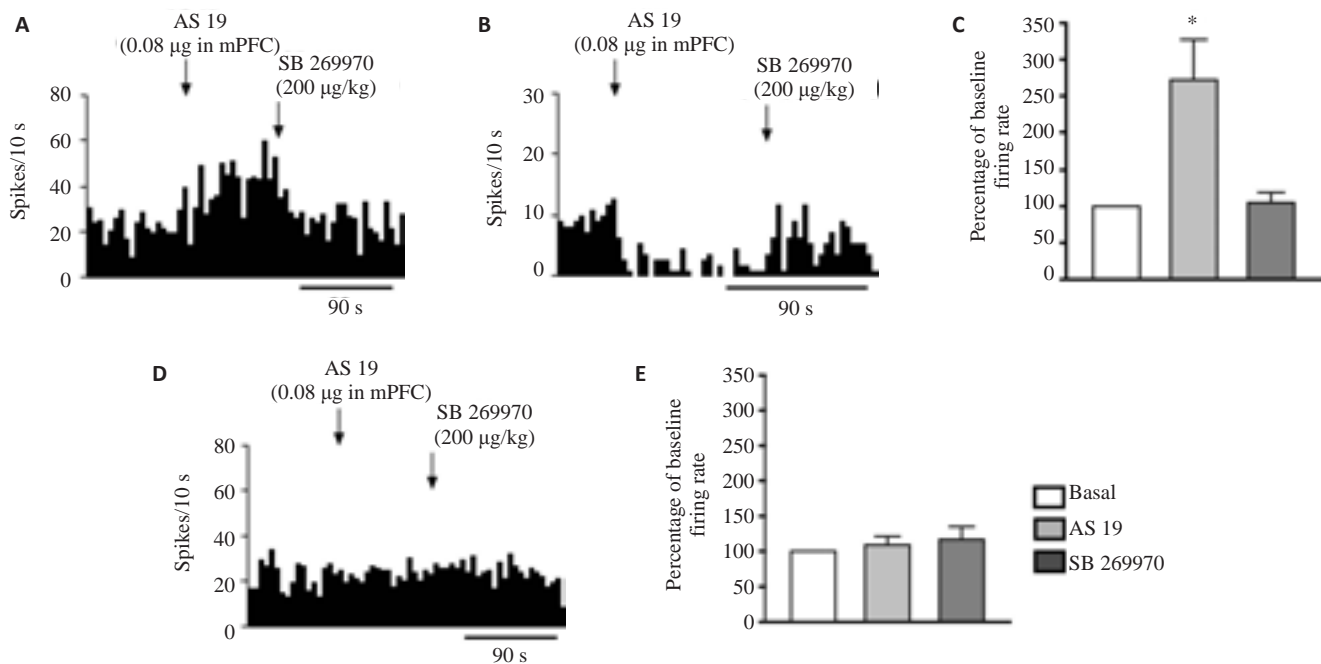 A
AS 19
(0.08 µg in mPFC)
SB 269970
(200 µg/kg)
80
60
40
20
0
Spikes/10 s
90 s
B
AS 19
(0.08 µg in mPFC)
SB 269970
(200 µg/kg)
30
20
10
0
Spikes/10 s
90 s
C
*
350
300
250
200
150
100
50
0
Percentage of baseline
firing rate
D
AS 19
(0.08 µg in mPFC)
SB 269970
(200 µg/kg)
80
60
40
20
0
Spikes/10 s
90 s
E
350
300
250
200
150
100
50
0
Percentage of baseline
firing rate
Basal
AS 19
SB 269970